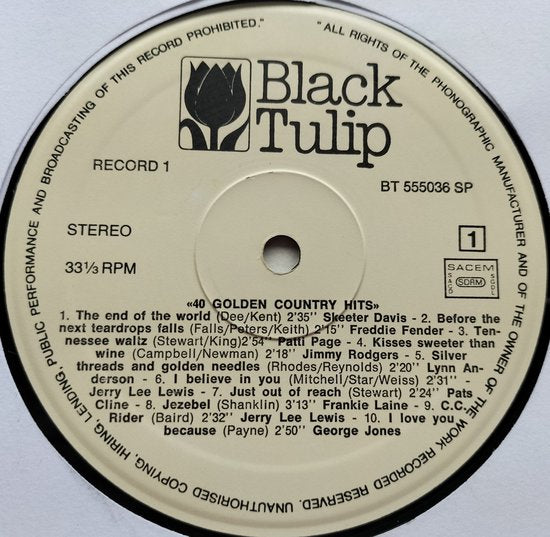 "ALL RIGHTS OF THE PHONOGRAPHIC MANUFACTURER AND OF THE OWNER OF THE WORK RECORDED RESERVED. UNAUTHORISED COPYING, HIRING, LENDING, PUBLIC PERFORMANCE AND BROADCASTING OF THIS RECORD PROHIBITED."
Black
Tulip
RECORD 1
BT 555036 SP
STEREO
1
33⅓ RPM
SACEM
SDRM
SACD
SGDL
«40 GOLDEN COUNTRY HITS»
1. The end of the world (Dee/Kent) 2'35" Skeeter Davis - 2. Before
the next teardrops falls (Falls/Peters/Keith) 2'15" Freddie Fender - 3. Ten-
nessee waltz (Stewart/King)2'54" Patti Page - 4. Kisses sweeter than
wine (Campbell/Newman) 2'18" Jimmy Rodgers - 5. Silver
threads and golden needles (Rhodes/Reynolds) 2'20" Lynn An-
derson - 6. I believe in you (Mitchell/Star/Weiss) 2'31" -
Jerry Lee Lewis - 7. Just out of reach (Stewart) 2'24" Pats
Cline - 8. Jezebel (Shanklin) 3'13" Frankie Laine - 9. C.C.
Rider (Baird) 2'32" Jerry Lee Lewis - 10. I love you
because (Payne) 2'50" George Jones